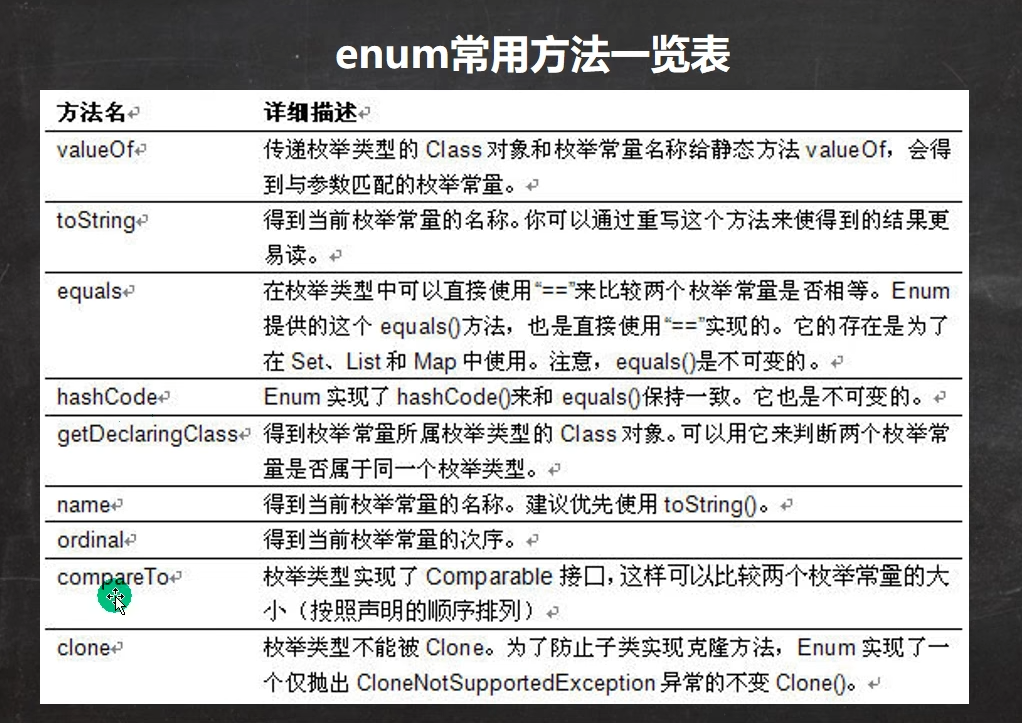 enum常用方法一览表
方法名 详细描述
valueOf 传递枚举类型的 Class 对象和枚举常量名称给静态方法 valueOf，会得
到与参数匹配的枚举常量。
toString 得到当前枚举常量的名称。你可以通过重写这个方法来使得到的结果更
易读。
equals 在枚举类型中可以直接使用“==”来比较两个枚举常量是否相等。Enum
提供的这个 equals()方法，也是直接使用“==”实现的。它的存在是为了
在 Set、List 和 Map 中使用。注意，equals()是不可变的。
hashCode Enum 实现了 hashCode()来和 equals()保持一致。它也是不可变的。
getDeclaringClass 得到枚举常量所属枚举类型的 Class 对象。可以用它来判断两个枚举常
量是否属于同一个枚举类型。
name 得到当前枚举常量的名称。建议优先使用 toString()。
ordinal 得到当前枚举常量的次序。
compareTo 枚举类型实现了 Comparable 接口，这样可以比较两个枚举常量的大
小（按照声明的顺序排列）
clone 枚举类型不能被 Clone。为了防止子类实现克隆方法，Enum 实现了一
个仅抛出 CloneNotSupportedException 异常的不变 Clone()。